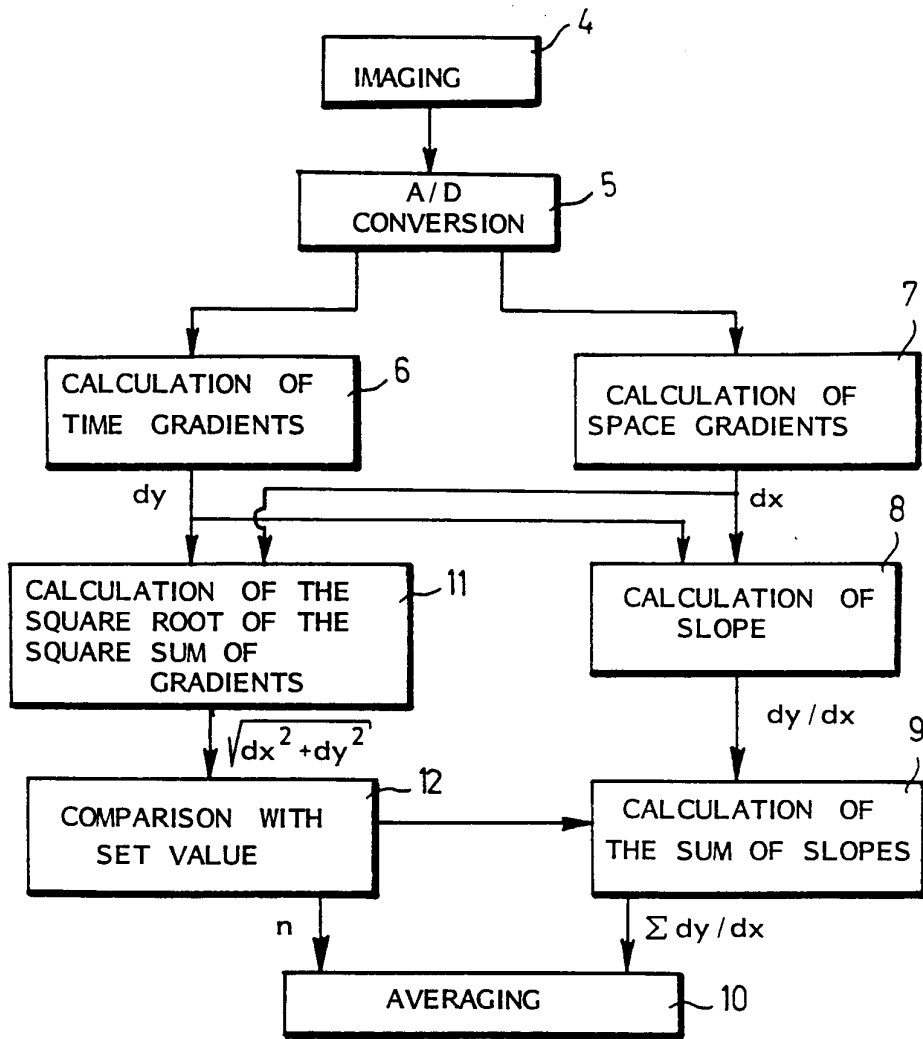 4
IMAGING
5
A/D
CONVERSION
6
CALCULATION OF
TIME GRADIENTS
7
CALCULATION OF
SPACE GRADIENTS
dy
dx
11
CALCULATION OF THE
SQUARE ROOT OF THE
SQUARE SUM OF
GRADIENTS
8
CALCULATION OF
SLOPE
√dx² + dy²
dy / dx
12
COMPARISON WITH
SET VALUE
9
CALCULATION OF
THE SUM OF SLOPES
n
Σ dy / dx
AVERAGING
10